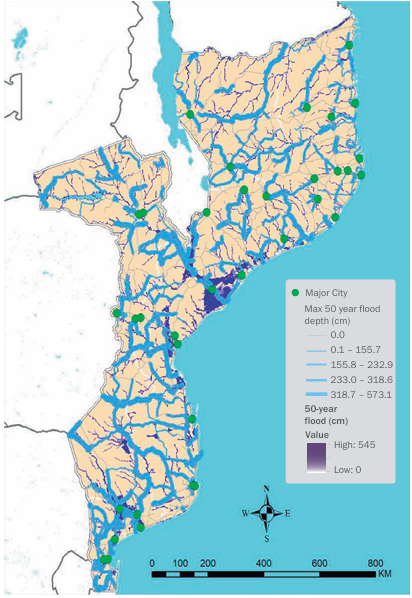 Major City
Max 50 year flood
depth (cm)
0.0
0.1 – 155.7
155.8 – 232.9
233.0 – 318.6
318.7 – 573.1
50-year
flood (cm)
Value
High: 545
Low: 0
N
W E
S
0 50 100 200 400 600 800
KM